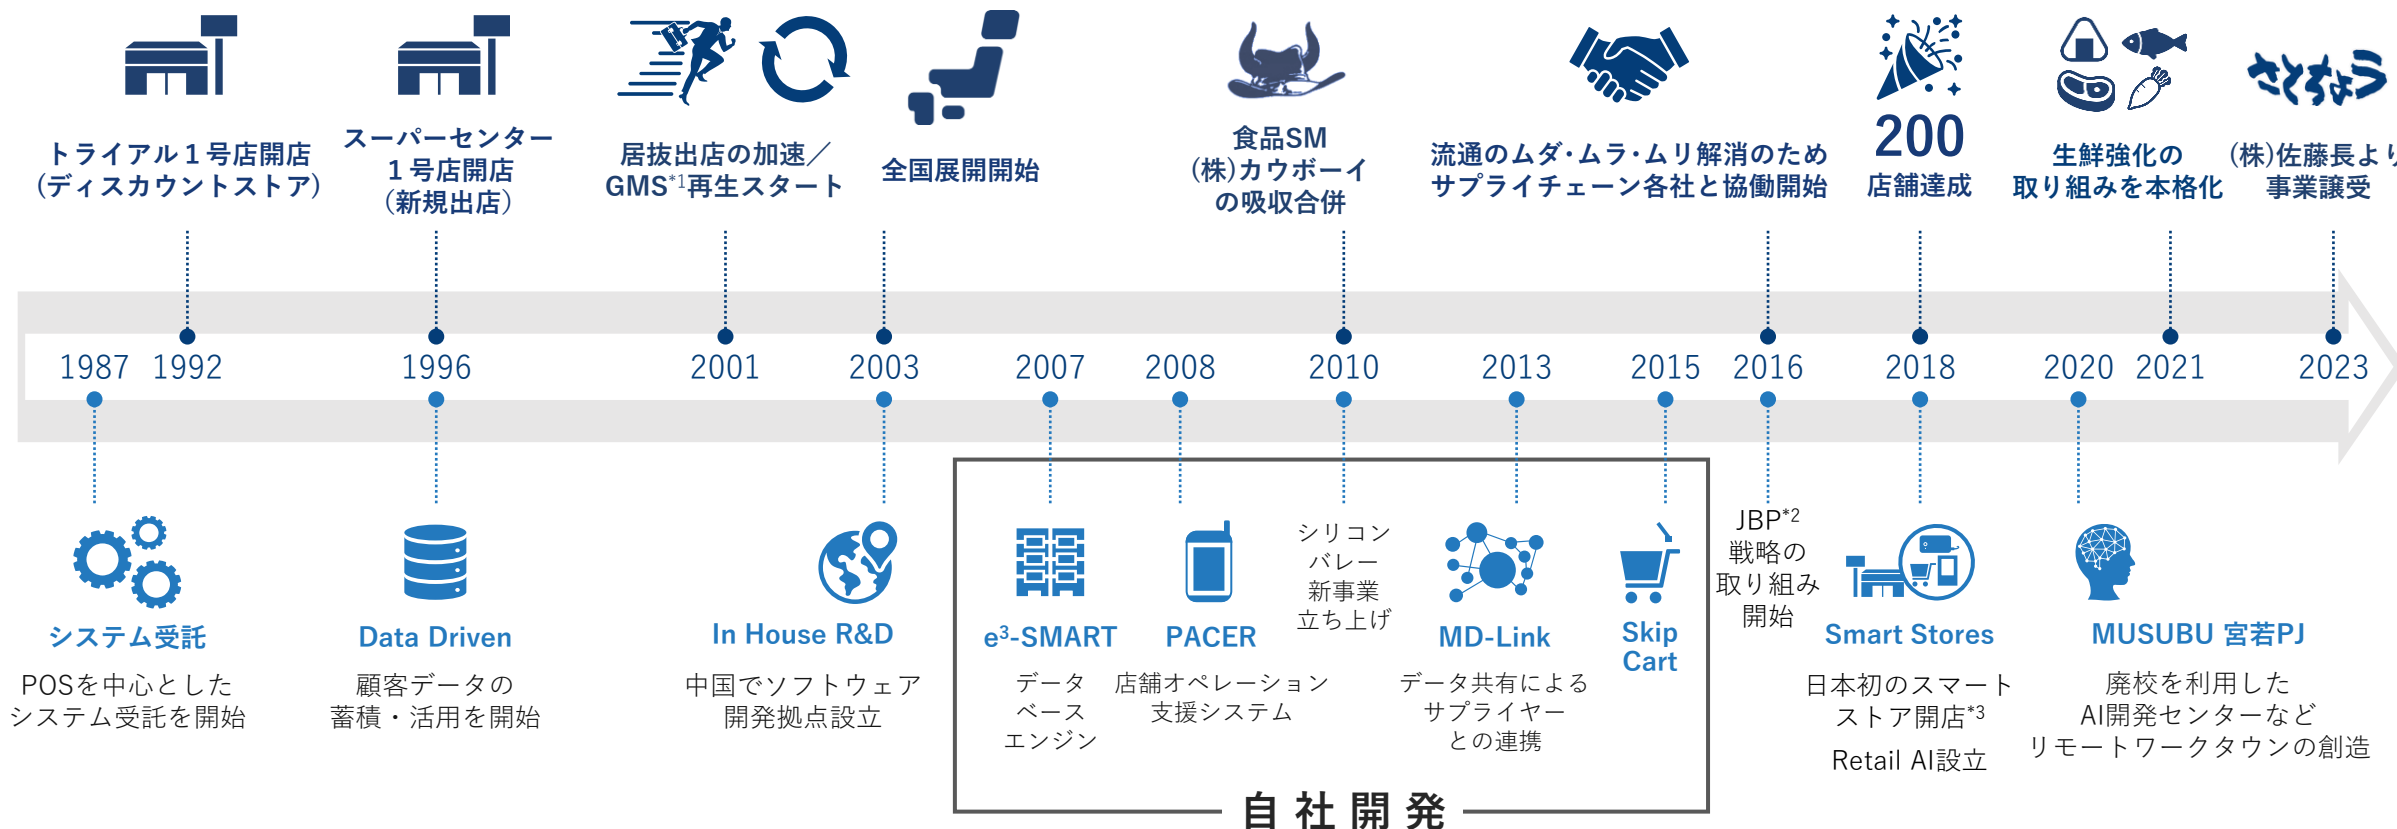 トライアル１号店開店
(ディスカウントストア)
スーパーセンター
１号店開店
(新規出店)
居抜出店の加速／
GMS*1再生スタート
全国展開開始
食品SM
(株)カウボーイ
の吸収合併
流通のムダ・ムラ・ムリ解消のため
サプライチェーン各社と協働開始
200
店舗達成
生鮮強化の
取り組みを本格化
さとちょう
(株)佐藤長より
事業譲受
1987 1992 1996 2001 2003 2007 2008 2010 2013 2015 2016 2018 2020 2021 2023
システム受託
POSを中心とした
システム受託を開始
Data Driven
顧客データの
蓄積・活用を開始
In House R&D
中国でソフトウェア
開発拠点設立
e³-SMART
データ
ベース
エンジン
PACER
店舗オペレーション
支援システム
シリコン
バレー
新事業
立ち上げ
MD-Link
データ共有による
サプライヤー
との連携
Skip
Cart
自社開発
JBP*2
戦略の
取り組み
開始
Smart Stores
日本初のスマート
ストア開店*3
Retail AI設立
MUSUBU 宮若PJ
廃校を利用した
AI開発センターなど
リモートワークタウンの創造